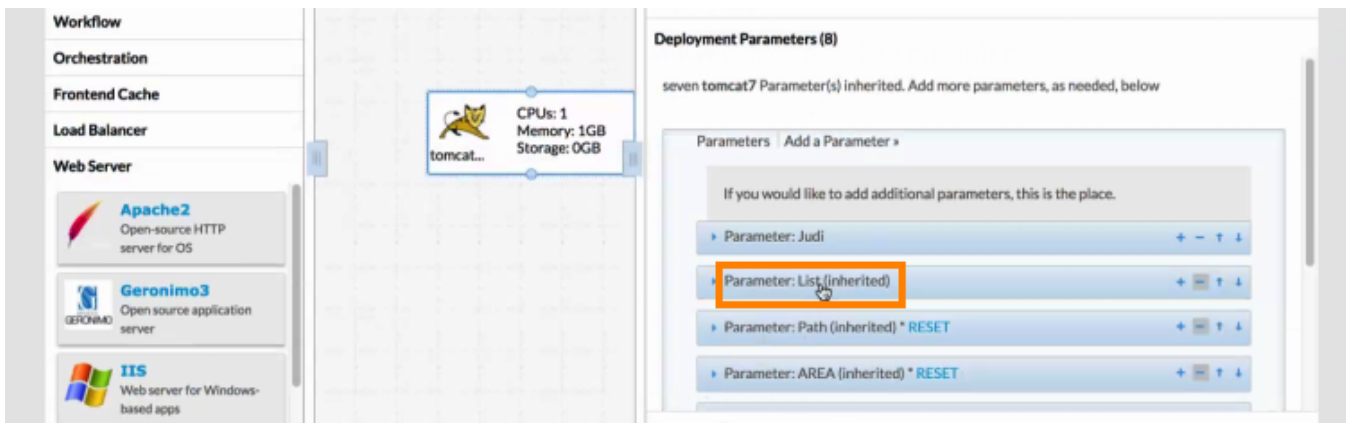 Workflow
Orchestration
Frontend Cache
Load Balancer
Web Server
Apache2
Open-source HTTP
server for OS
GERONIMO
Geronimo3
Open source application
server
IIS
Web server for Windows-
based apps
tomcat...
CPUs: 1
Memory: 1GB
Storage: 0GB
Deployment Parameters (8)
seven tomcat7 Parameter(s) inherited. Add more parameters, as needed, below
Parameters Add a Parameter »
If you would like to add additional parameters, this is the place.
Parameter: Judi
Parameter: List (inherited)
Parameter: Path (inherited) * RESET
Parameter: AREA (inherited) * RESET